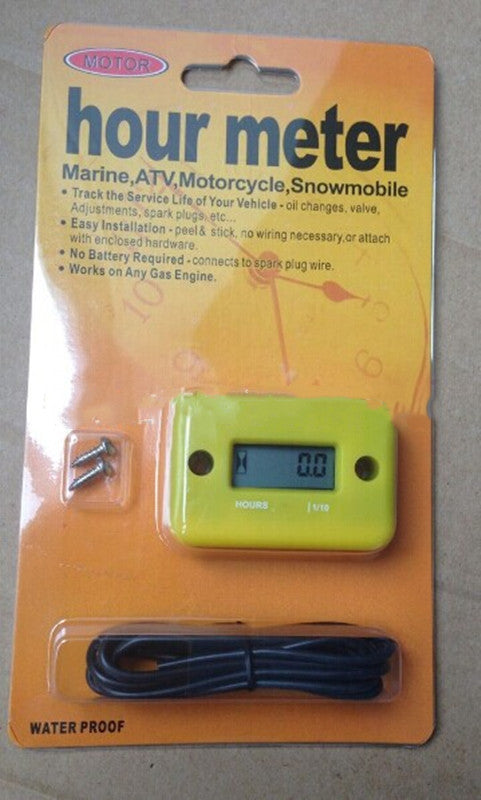 MOTOR
hour meter
Marine,ATV,Motorcycle,Snowmobile
• Track the Service Life of Your Vehicle - oil changes, valve,
Adjustments, spark plugs, etc...
• Easy Installation - peel & stick, no wiring necessary,or attach
with enclosed hardware.
• No Battery Required - connects to spark plug wire.
• Works on Any Gas Engine.
10
0.0
HOURS
1/10
WATER PROOF